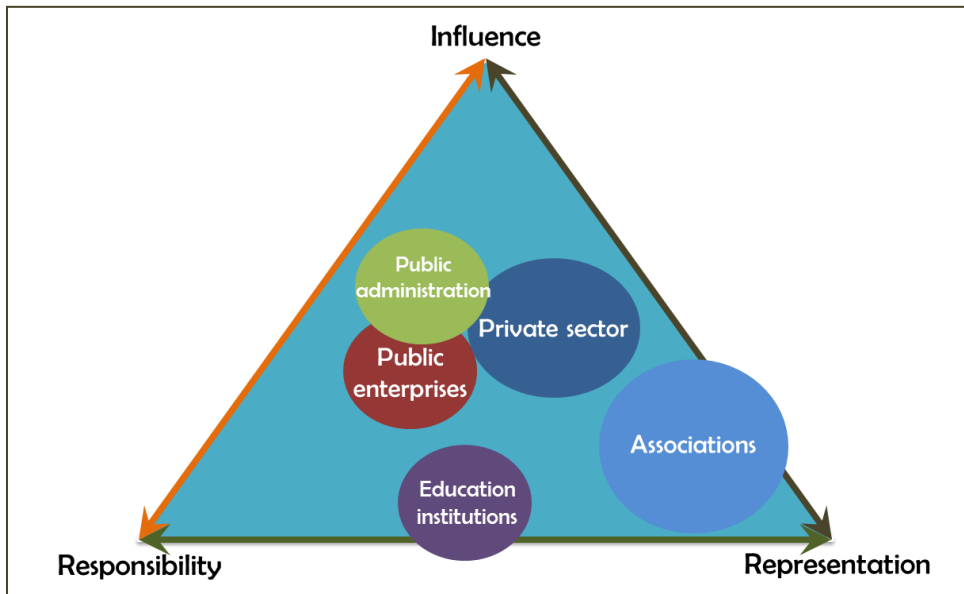 Influence
Public
administration
Private sector
Public
enterprises
Associations
Education
institutions
Responsibility
Representation